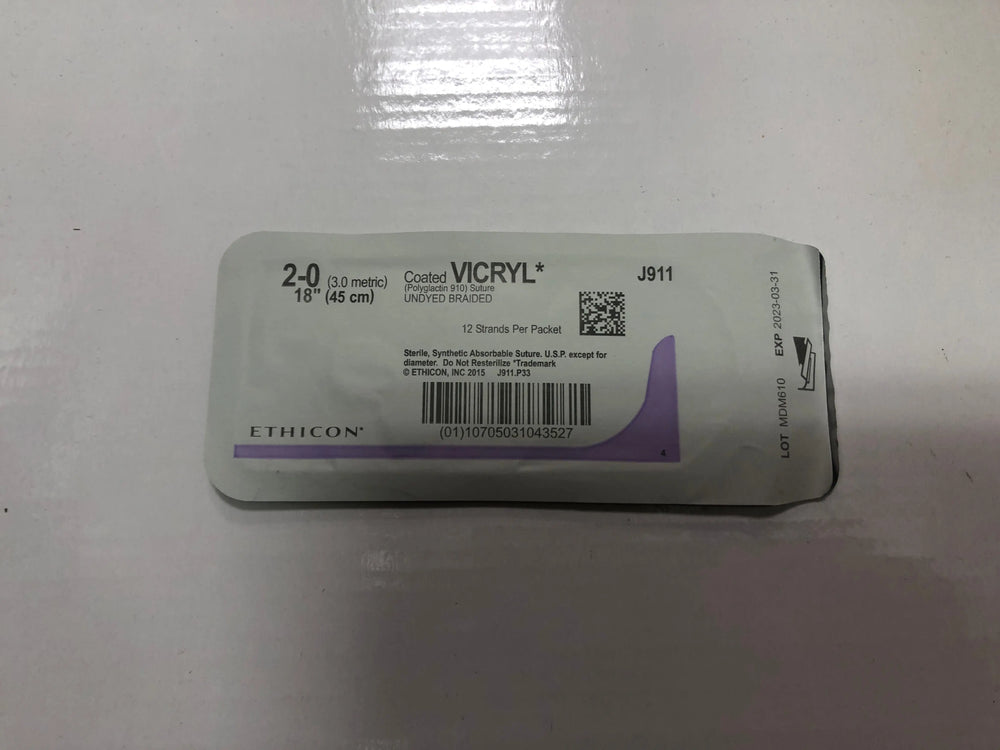 2-0 (3.0 metric)
18" (45 cm)
Coated VICRYL*
(Polyglactin 910) Suture
UNDYED BRAIDED
J911
12 Strands Per Packet
Sterile, Synthetic Absorbable Suture. U.S.P. except for
diameter. Do Not Resterilize *Trademark
© ETHICON, INC 2015 J911.P33
(01)10705031043527
ETHICON*
4
LOT MDM610 EXP 2023-03-31